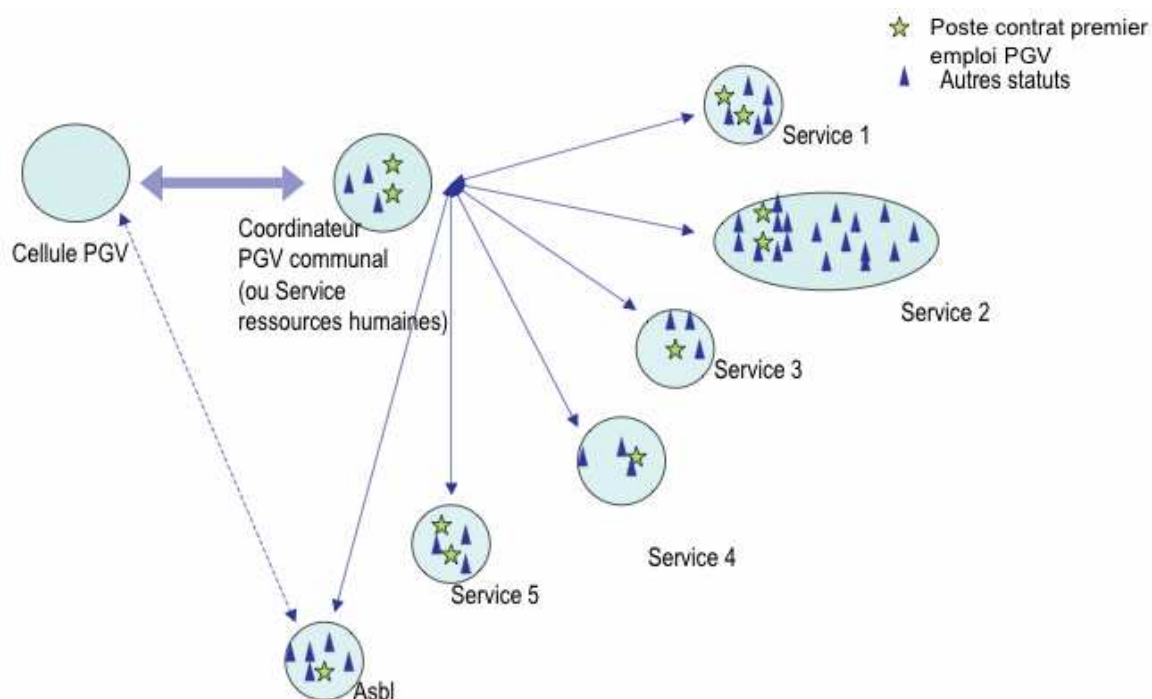 Poste contrat premier
emploi PGV
Autres statuts
Service 1
Cellule PGV
Coordinateur
PGV communal
(ou Service
ressources humaines)
Service 2
Service 3
Service 4
Service 5
Asbl